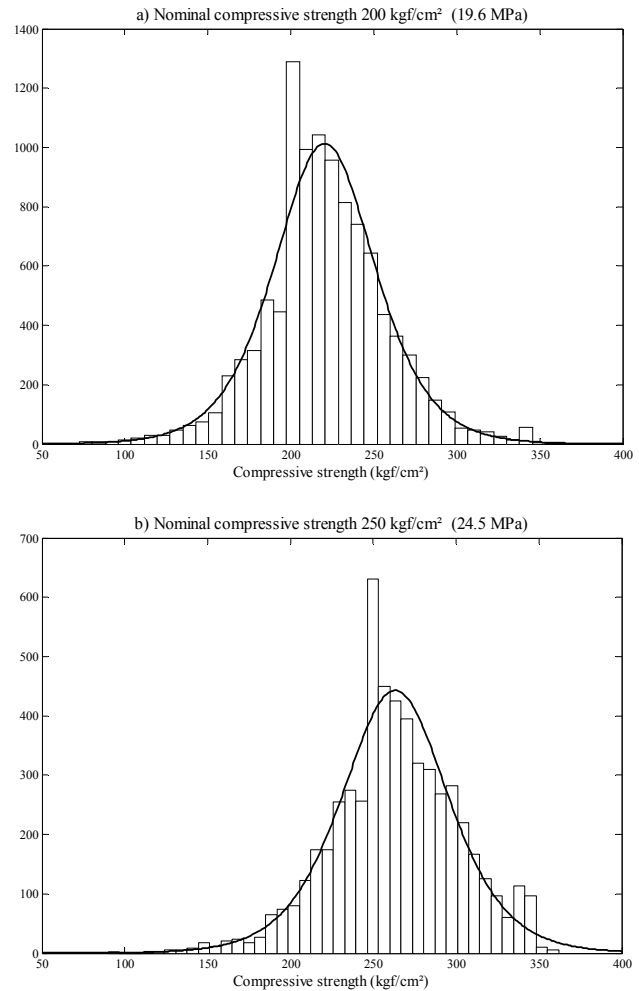 a) Nominal compressive strength 200 kgf/cm² (19.6 MPa)
1400
1200
1000
800
600
400
200
0
50 100 150 200 250 300 350 400
Compressive strength (kgf/cm²)
b) Nominal compressive strength 250 kgf/cm² (24.5 MPa)
700
600
500
400
300
200
100
0
50 100 150 200 250 300 350 400
Compressive strength (kgf/cm²)